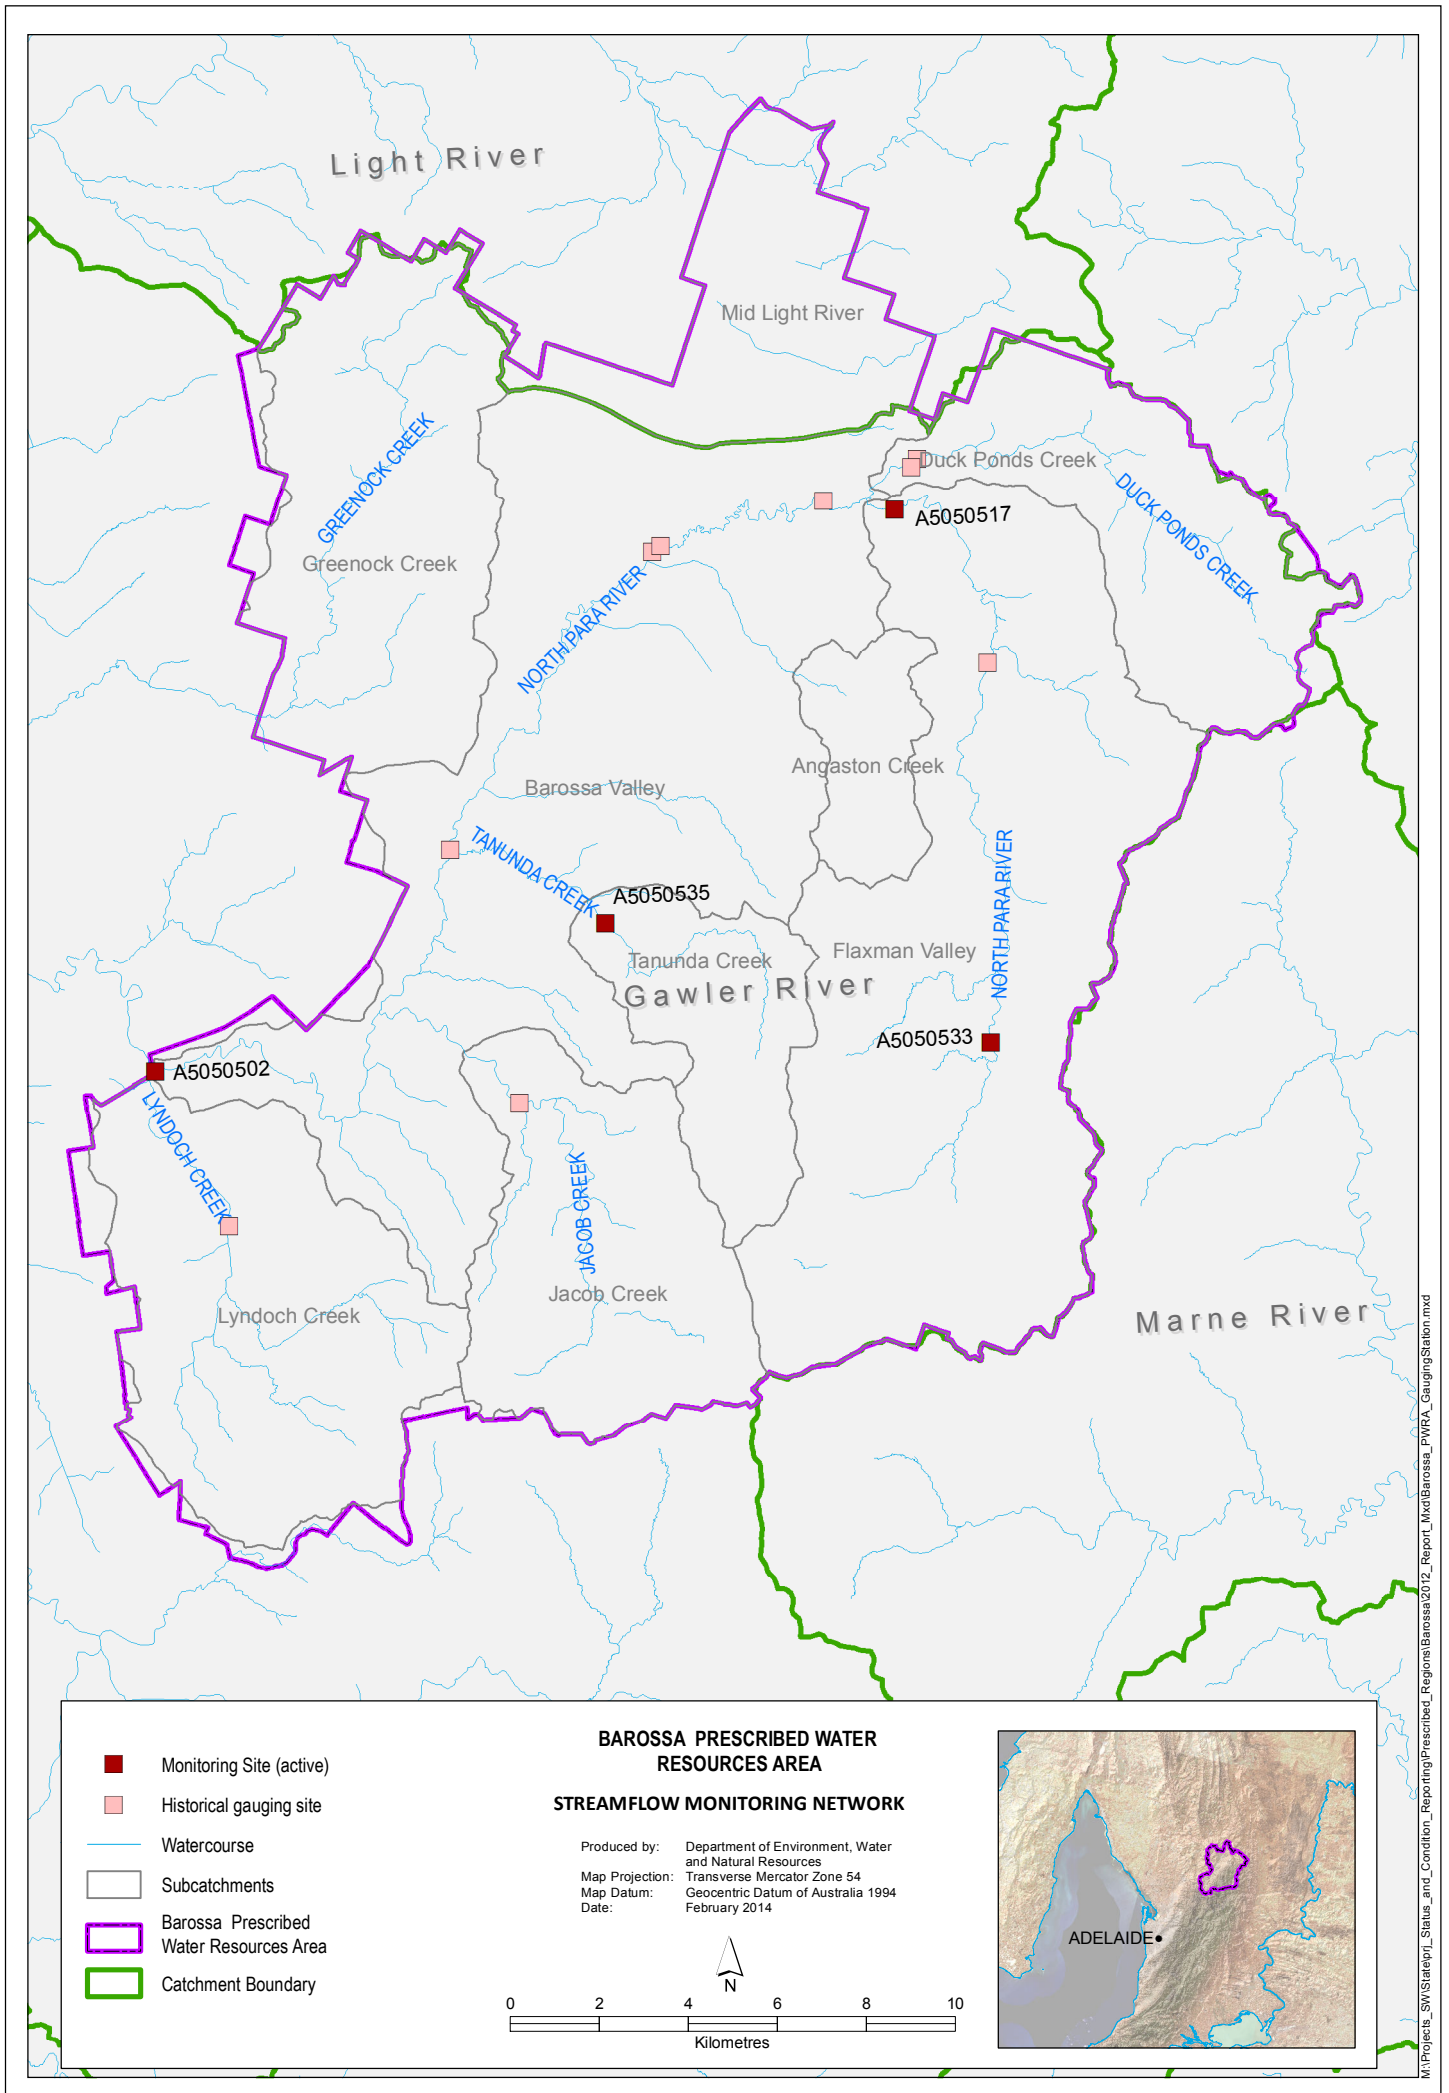 Light River
Mid Light River
GREENOCK CREEK
Duck Ponds Creek
DUCK PONDS CREEK
A5050517
Greenock Creek
NORTH PARA RIVER
Angaston Creek
Barossa Valley
TANUNDA CREEK
NORTH PARA RIVER
A5050535
Flaxman Valley
Tanunda Creek
Gawler River
A5050533
A5050502
LYNDOCH CREEK
JACOB CREEK
Jacob Creek
Lyndoch Creek
Marne River
Monitoring Site (active)
Historical gauging site
Watercourse
Subcatchments
Barossa Prescribed
Water Resources Area
Catchment Boundary
BAROSSA PRESCRIBED WATER
RESOURCES AREA
STREAMFLOW MONITORING NETWORK
Produced by: Department of Environment, Water
and Natural Resources
Map Projection: Transverse Mercator Zone 54
Map Datum: Geocentric Datum of Australia 1994
Date: February 2014
N
0 2 4 6 8 10
Kilometres
ADELAIDE
M:\Projects_SW\State\prj_Status_and_Condition_Reporting\Prescribed_Regions\Barossa\2012_Report_Mxd\Barossa_PWRA_GaugingStation.mxd